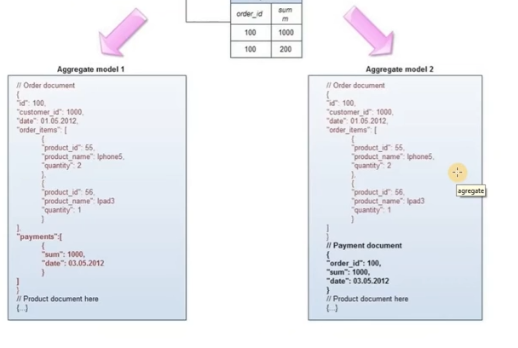 order_id sum
m
100 1000
100 200
Aggregate model 1
// Order document
{
"id": 100,
"customer_id": 1000,
"date": 01.05.2012,
"order_items": [
{
"product_id": 55,
"product_name": Iphone5,
"quantity": 2
},
{
"product_id": 56,
"product_name": Ipad3
"quantity": 1
}
],
"payments":[
{
"sum": 1000,
"date": 03.05.2012
}
]
}
// Product document here
{...}
Aggregate model 2
// Order document
{
"id": 100,
"customer_id": 1000,
"date": 01.05.2012,
"order_items": [
{
"product_id": 55,
"product_name": Iphone5,
"quantity": 2
},
{
"product_id": 56,
"product_name": Ipad3
"quantity": 1
}
]
}
// Payment document
{
"order_id": 100,
"sum": 1000,
"date": 03.05.2012
}
// Product document here
{...}
agregate